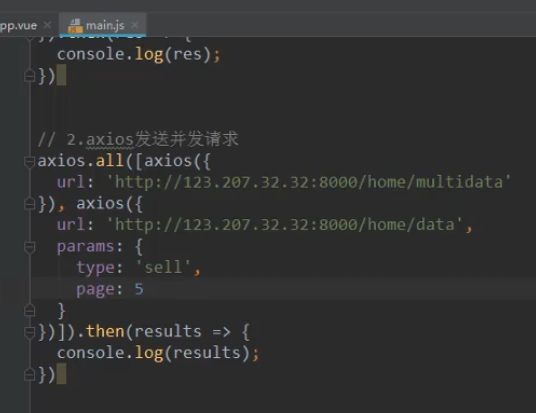 pp.vue × main.js ×
console.log(res);
})
// 2.axios发送并发请求
axios.all([axios({
url: 'http://123.207.32.32:8000/home/multidata'
}), axios({
url: 'http://123.207.32.32:8000/home/data',
params: {
type: 'sell',
page: 5
}
})]).then(results => {
console.log(results);
})